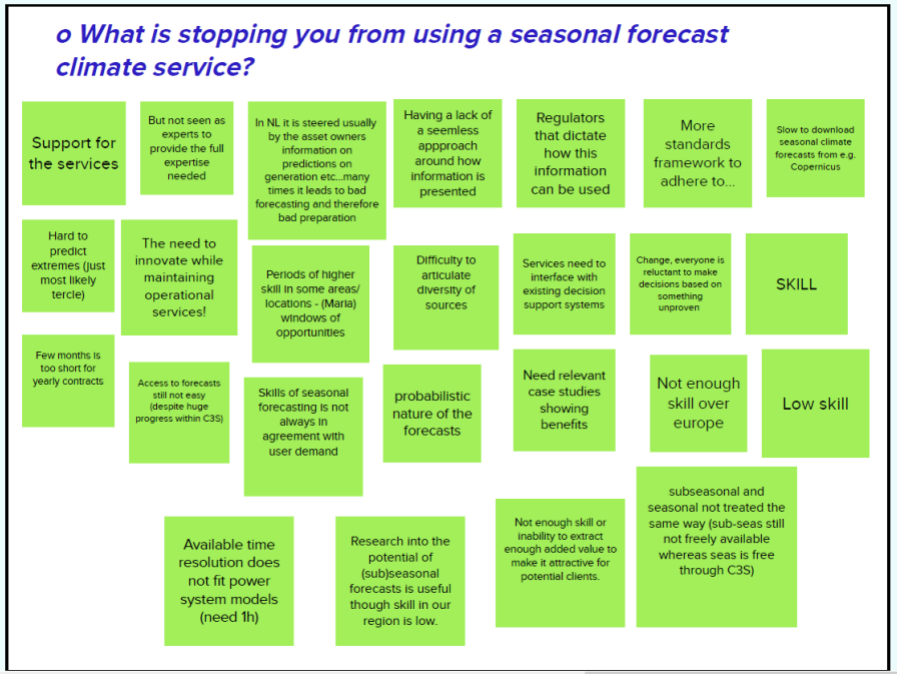 o What is stopping you from using a seasonal forecast
climate service?
Support for
the services
But not seen as
experts to
provide the full
expertise
needed
In NL it is steered usually
by the asset owners
information on
predictions on
generation etc...many
times it leads to bad
forecasting and therefore
bad preparation
Having a lack of
a seemless
appproach
around how
information is
presented
Regulators
that dictate
how this
information
can be used
More
standards
framework to
adhere to...
Slow to download
seasonal climate
forecasts from e.g.
Copernicus
Hard to
predict
extremes (just
most likely
tercle)
The need to
innovate while
maintaining
operational
services!
Periods of higher
skill in some areas/
locations - (Maria)
windows of
opportunities
Difficulty to
articulate
diversity of
sources
Services need to
interface with
existing decision
support systems
Change, everyone is
reluctant to make
decisions based on
something
unproven
SKILL
Few months is
too short for
yearly contracts
Access to forecasts
still not easy
(despite huge
progress within C3S)
Skills of seasonal
forecasting is not
always in
agreement with
user demand
probabilistic
nature of the
forecasts
Need relevant
case studies
showing
benefits
Not enough
skill over
europe
Low skill
Available time
resolution does
not fit power
system models
(need 1h)
Research into the
potential of
(sub)seasonal
forecasts is useful
though skill in our
region is low.
Not enough skill or
inability to extract
enough added value to
make it attractive for
potential clients.
subseasonal and
seasonal not treated the
same way (sub-seas still
not freely available
whereas seas is free
through C3S)